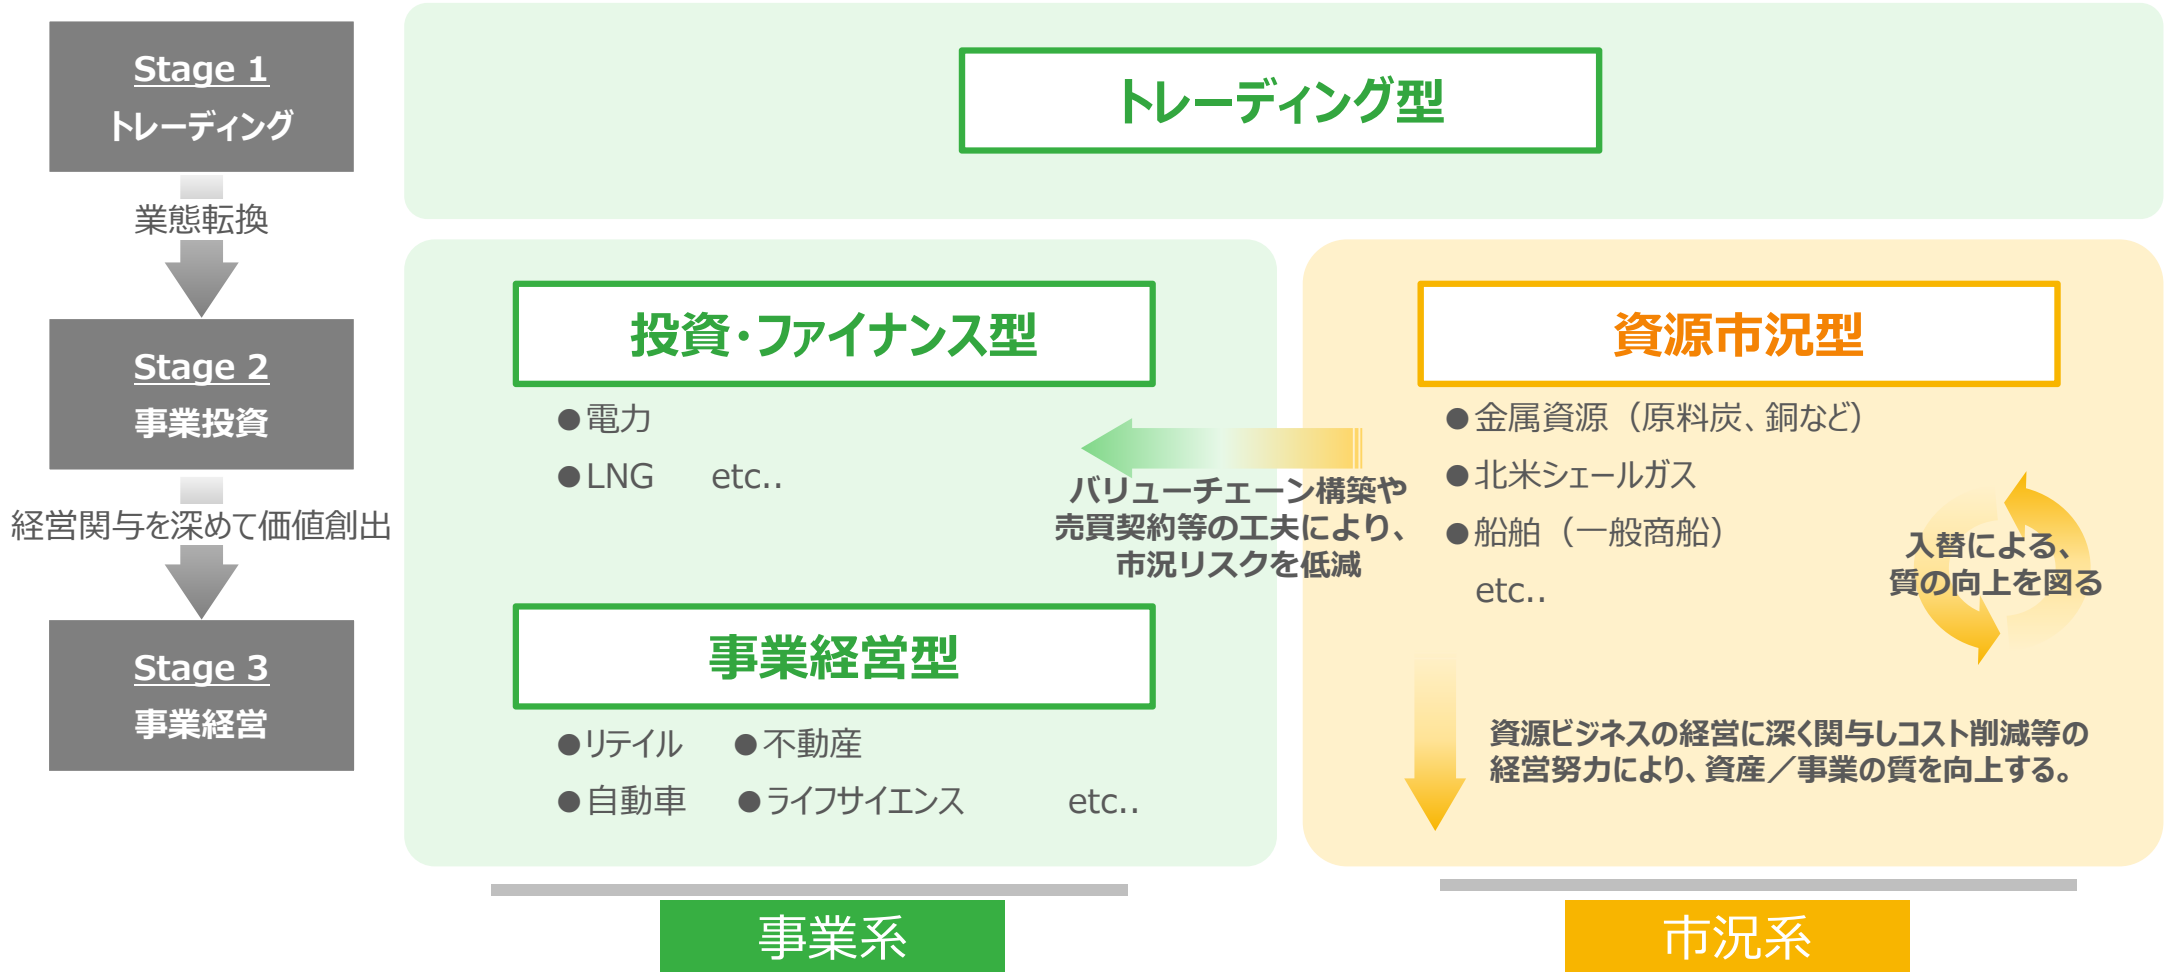 Stage 1
トレーディング
業態転換
Stage 2
事業投資
経営関与を深めて価値創出
Stage 3
事業経営
トレーディング型
投資・ファイナンス型
●電力
●LNG etc..
事業経営型
●リテイル ●不動産
●自動車 ●ライフサイエンス etc..
バリューチェーン構築や
売買契約等の工夫により、
市況リスクを低減
資源市況型
●金属資源（原料炭、銅など）
●北米シェールガス
●船舶（一般商船）
etc..
入替による、
質の向上を図る
資源ビジネスの経営に深く関与しコスト削減等の
経営努力により、資産／事業の質を向上する。
事業系
市況系